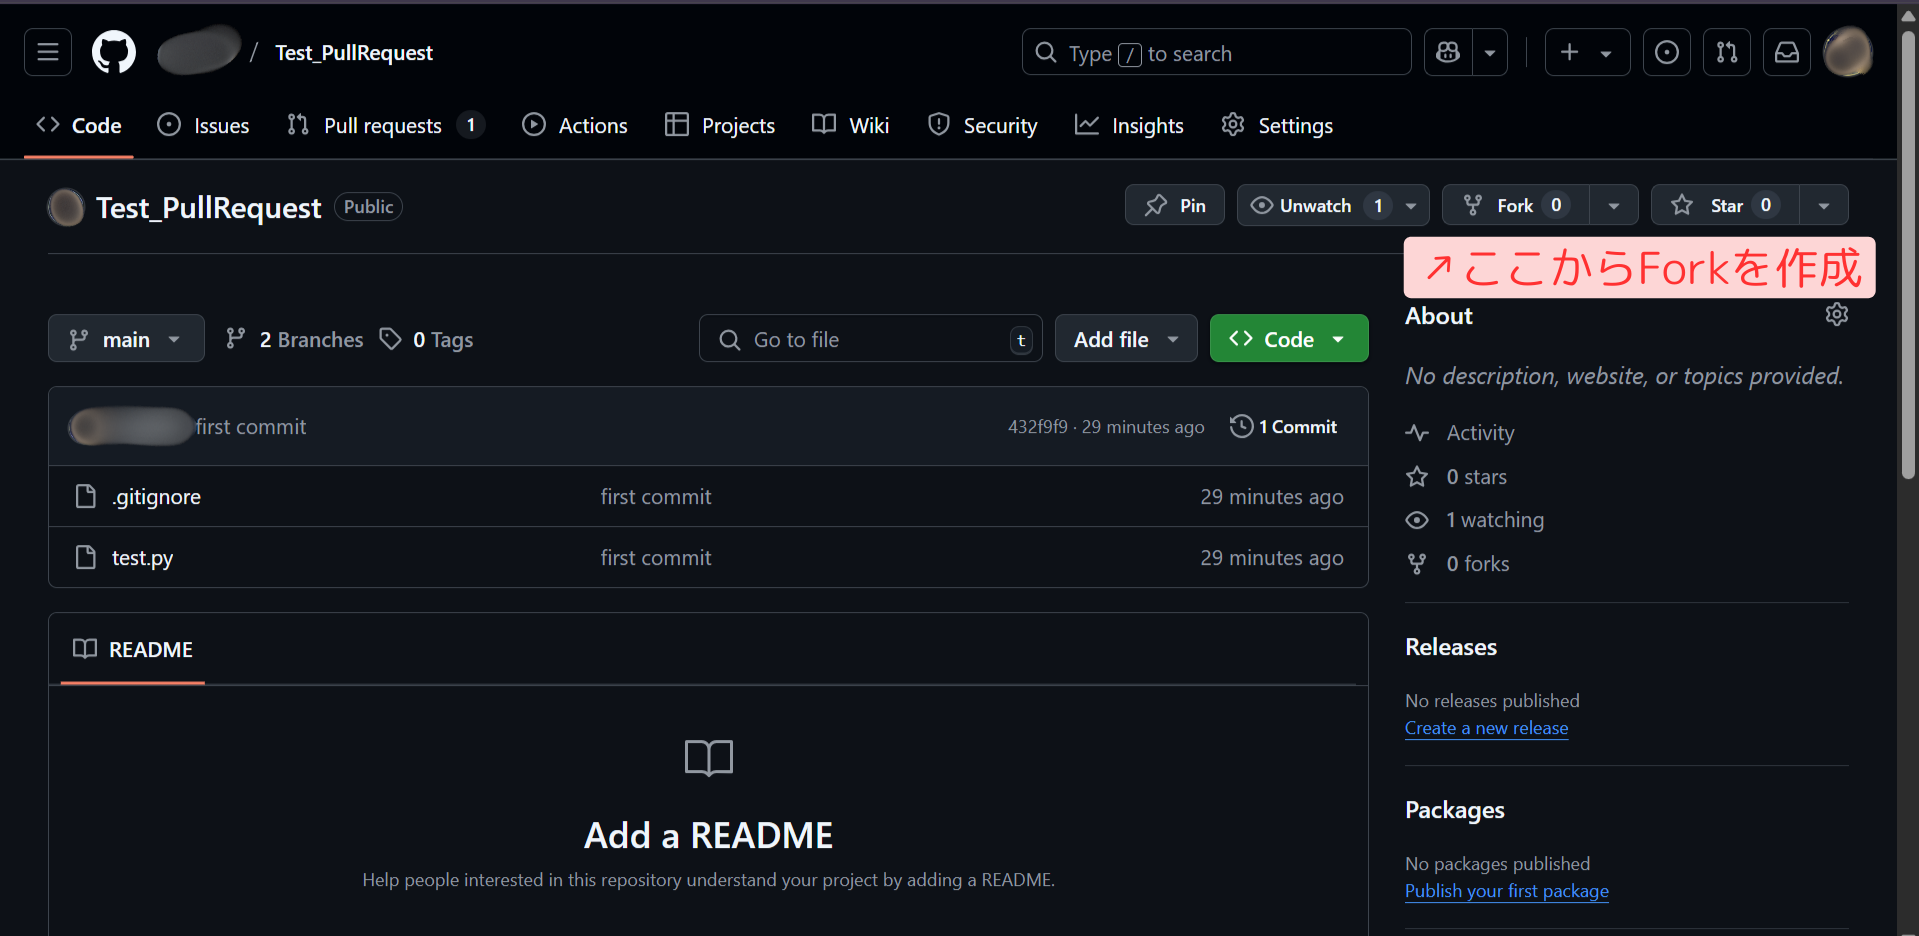 / Test_PullRequest
Type / to search
Code Issues Pull requests 1 Actions Projects Wiki Security Insights Settings
Test_PullRequest Public
Pin Unwatch 1 Fork 0 Star 0
↗ここからForkを作成
main 2 Branches 0 Tags Go to file t Add file Code
About
No description, website, or topics provided.
first commit 432f9f9 · 29 minutes ago 1 Commit
Activity
.gitignore first commit 29 minutes ago
0 stars
1 watching
test.py first commit 29 minutes ago
0 forks
README
Releases
No releases published
Create a new release
Add a README
Help people interested in this repository understand your project by adding a README.
Packages
No packages published
Publish your first package